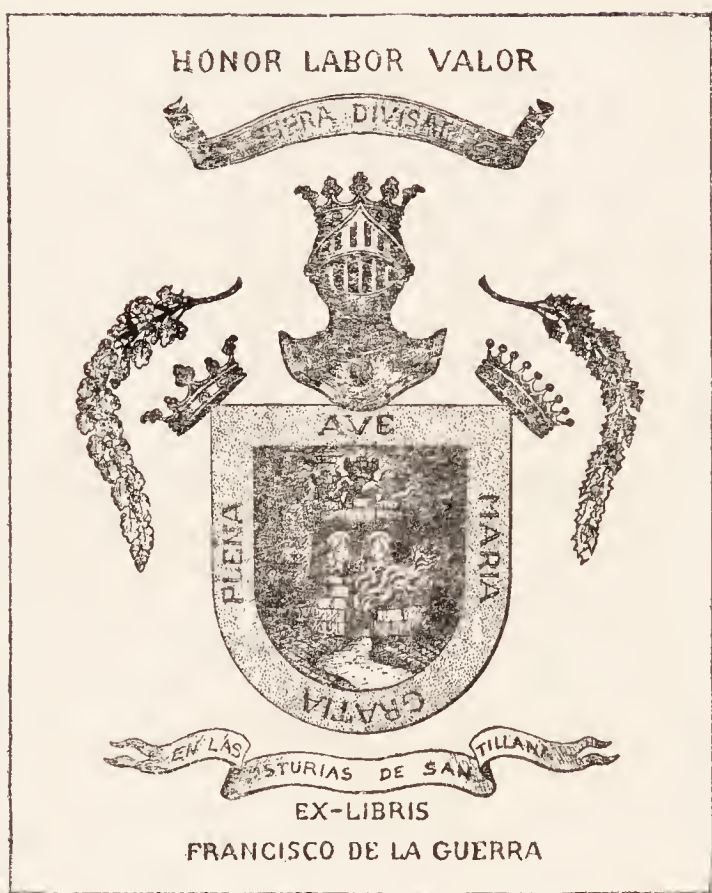 HONOR LABOR VALOR
DIVISAR
AVE
MARIA
GRATIA
PLENA
EN LAS
ASTURIAS DE SAN
TILLANA
EX-LIBRIS
FRANCISCO DE LA GUERRA